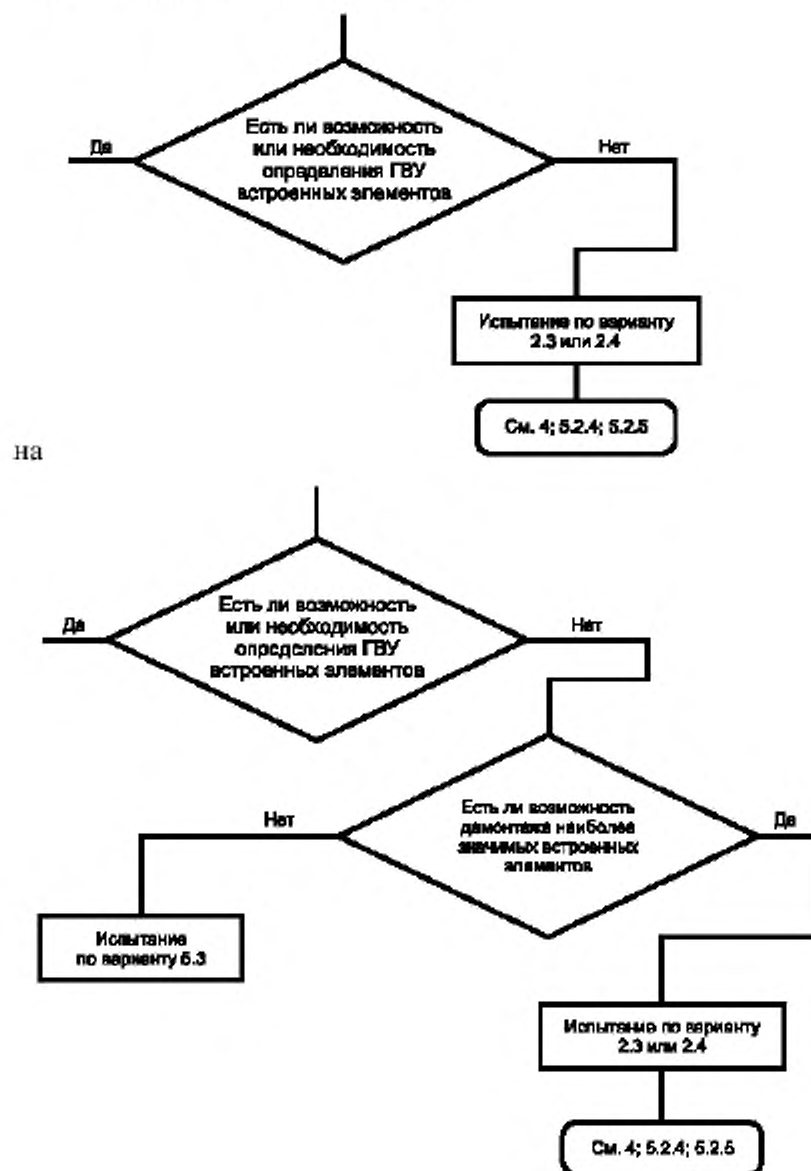 Да
Есть ли возможность
или необходимость
определения ГВУ
встроенных элементов
Нет
Испытание по варианту
2.3 или 2.4
См. 4; 5.2.4; 5.2.5
на
Да
Есть ли возможность
или необходимость
определения ГВУ
встроенных элементов
Нет
Нет
Есть ли возможность
демонтажа наиболее
значимых встроенных
элементов
Да
Испытание
по варианту 5.3
Испытание по варианту
2.3 или 2.4
См. 4; 5.2.4; 5.2.5